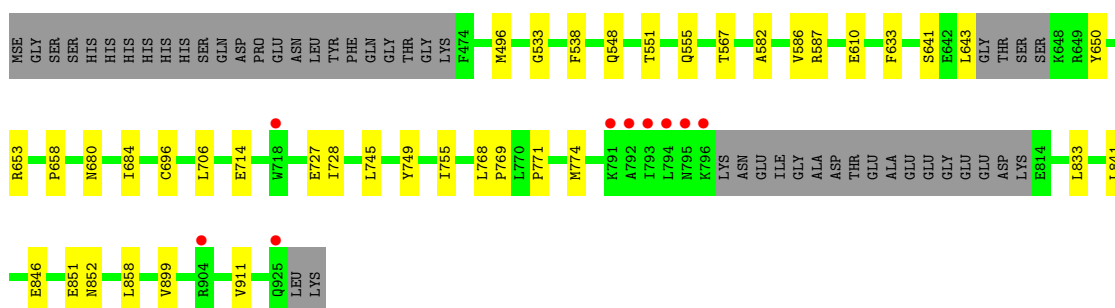 MSE GLY SER SER HIS HIS HIS HIS HIS HIS SER GLN ASP PRO GLU ASN LEU TYR PHE GLN GLY THR GLY LYS F474 M496 G533 F538 Q548 T551 Q555 T567 A582 V586 R587 E610 F633 S641 E642 L643 GLY THR SER SER K648 R649 Y650
R653 P658 N680 I684 C696 L706 E714 W718 E727 I728 L745 Y749 I755 L768 P769 L770 P771 M774 K791 A792 I793 L794 N795 K796 LYS ASN GLU ILE GLY ALA ASP THR GLU ALA GLU GLU GLY GLU GLU ASP LYS E814 L833 L841
E846 E851 N852 L858 V899 R904 V911 Q925 LEU LYS